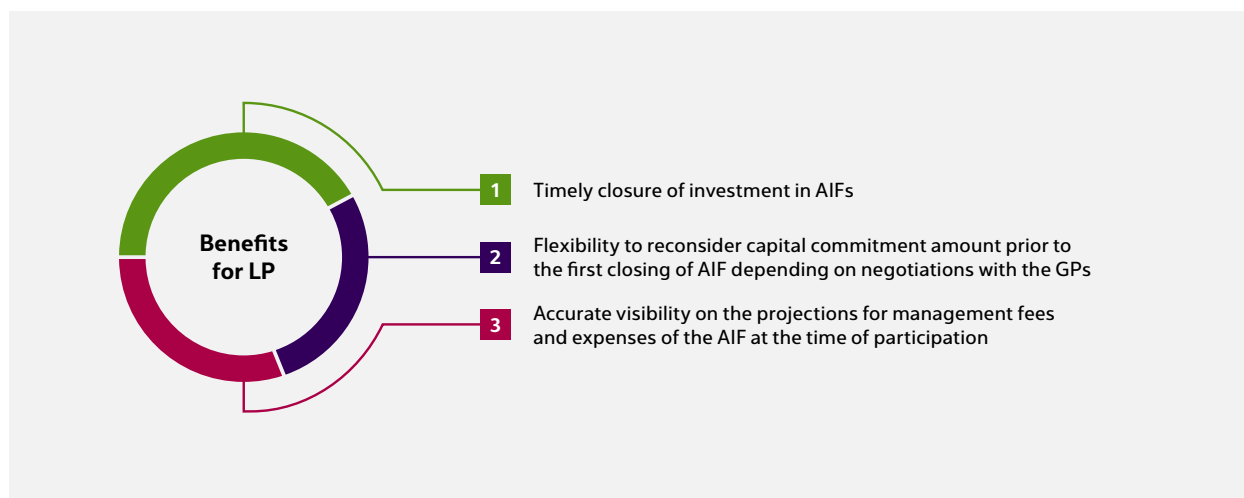 Benefits
for LP
1
Timely closure of investment in AIFs
2
Flexibility to reconsider capital commitment amount prior to
the first closing of AIF depending on negotiations with the GPs
3
Accurate visibility on the projections for management fees
and expenses of the AIF at the time of participation